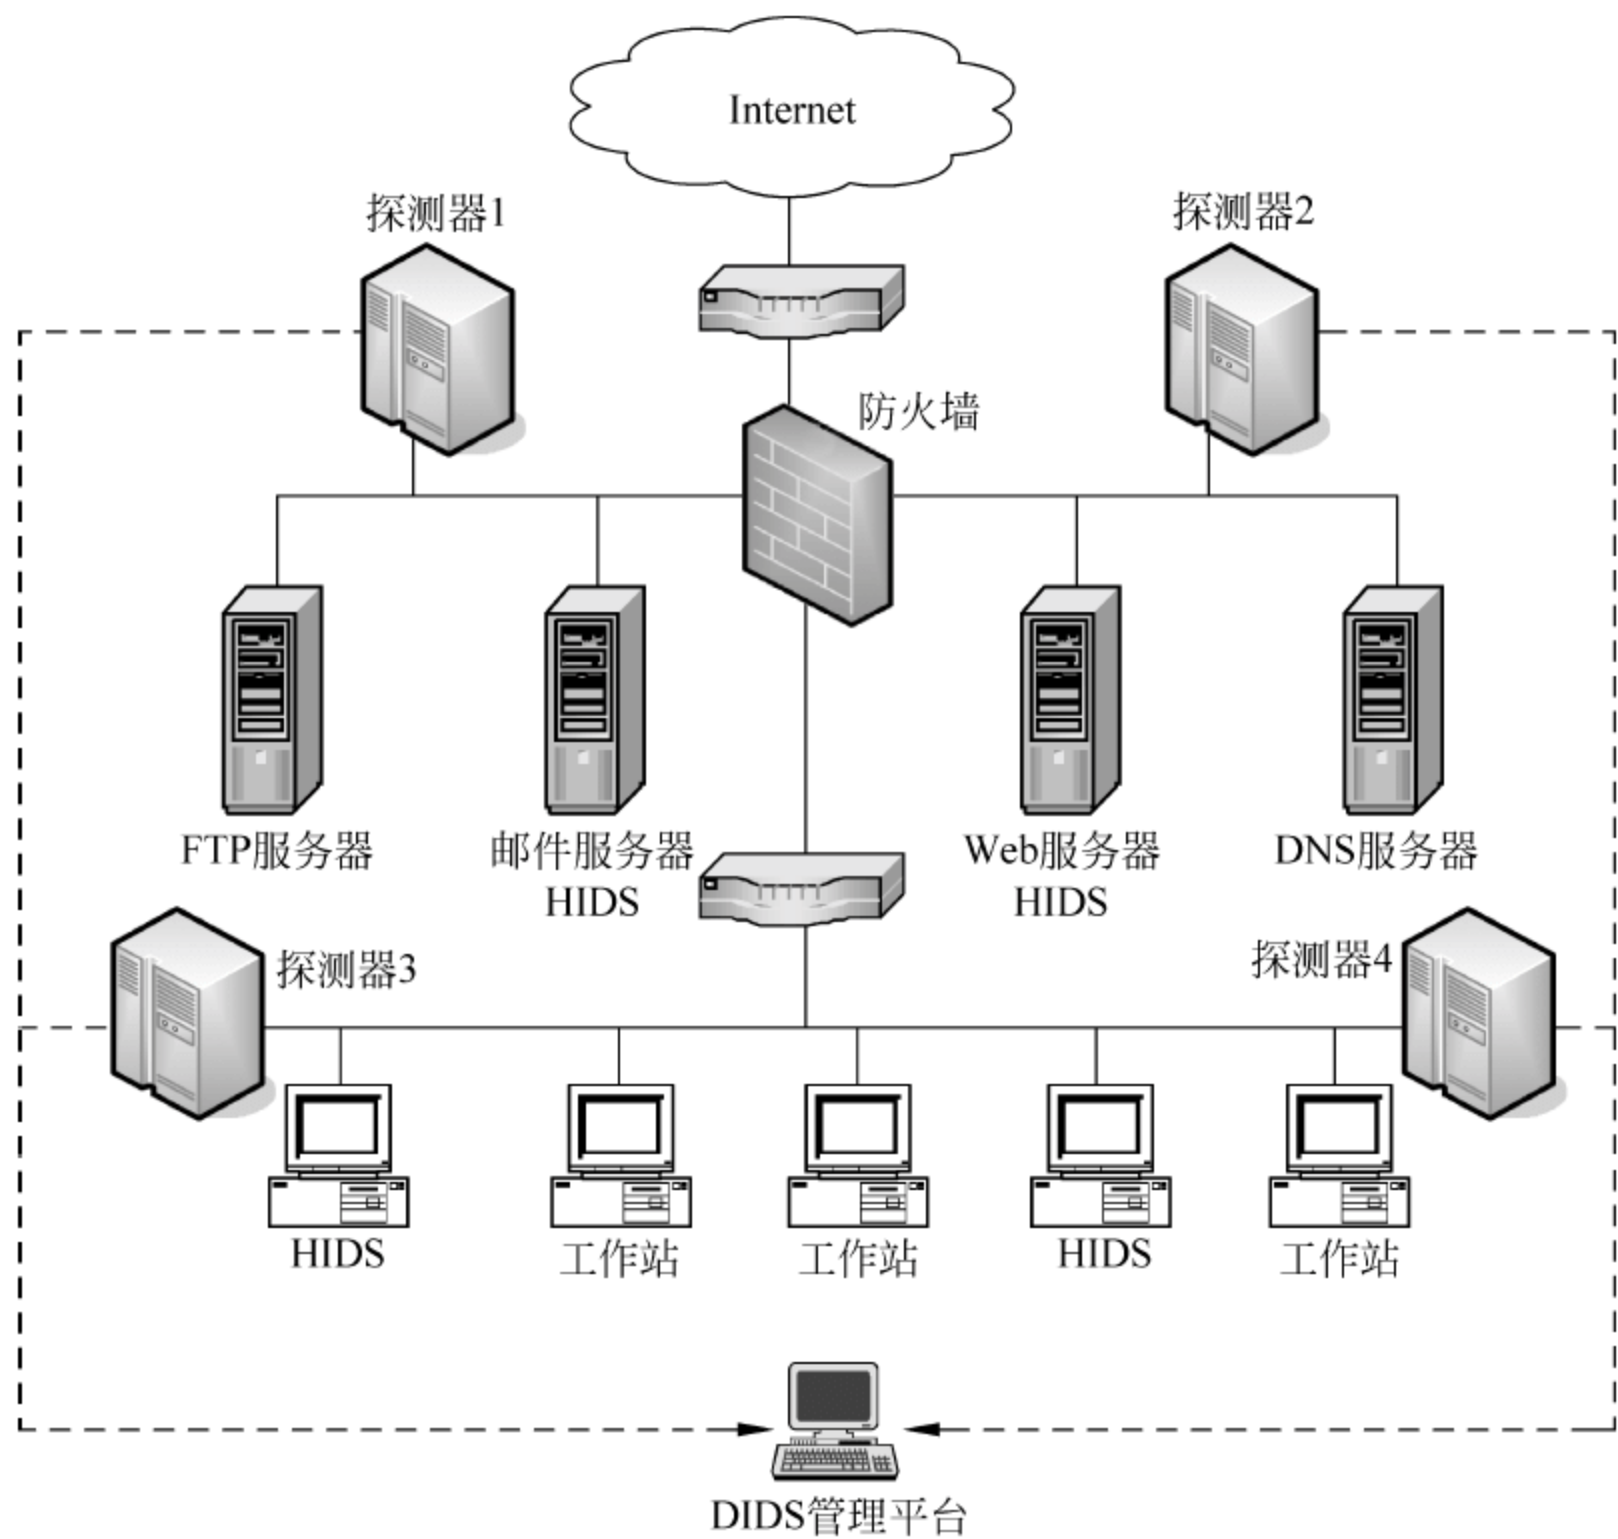 Internet
探测器1
探测器2
防火墙
FTP服务器
邮件服务器
HIDS
Web服务器
HIDS
DNS服务器
探测器3
探测器4
HIDS
工作站
工作站
HIDS
工作站
DIDS管理平台